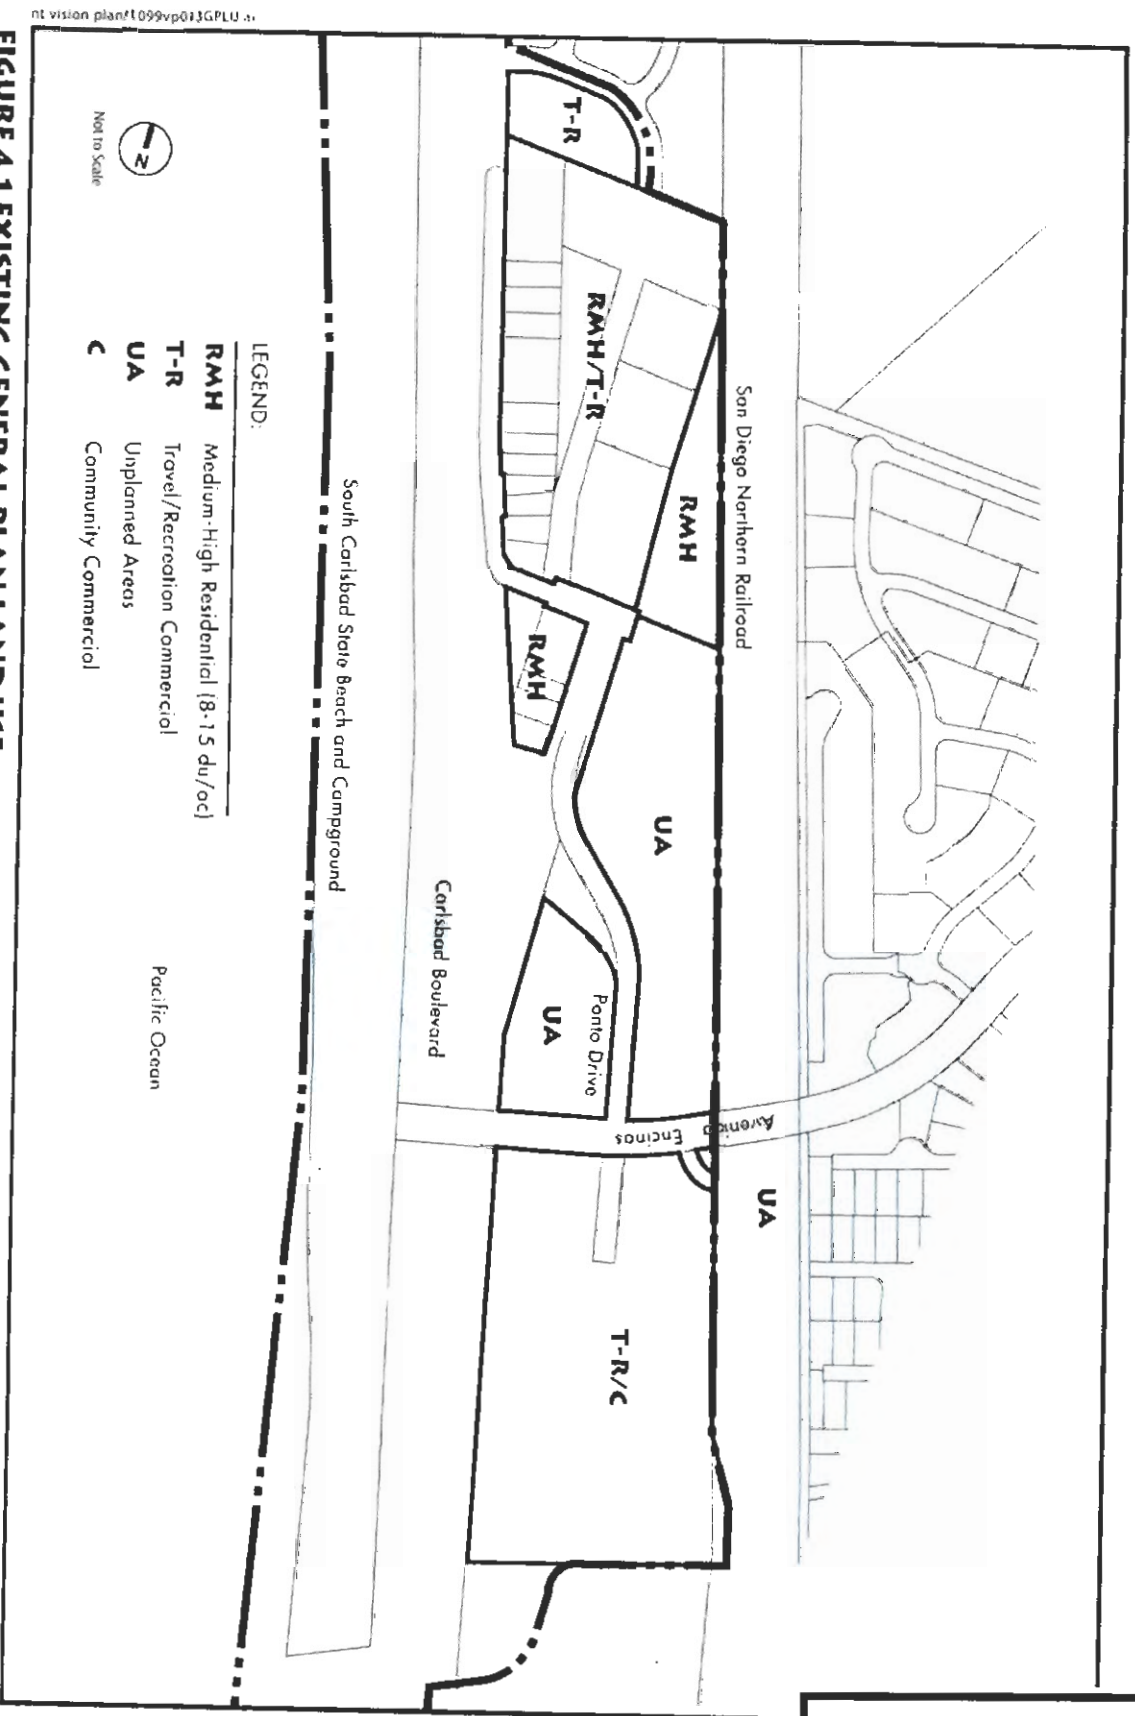 nt vision plan/1099vp013GPLU.ai
San Diego Northern Railroad
T-R
RMH/T-R
RMH
RMH
UA
UA
Ponto Drive
Avenida Encinas
UA
T-R/C
Carlsbad Boulevard
South Carlsbad State Beach and Campground
LEGEND:
RMH Medium-High Residential (8-15 du/ac)
T-R Travel/Recreation Commercial
UA Unplanned Areas
C Community Commercial
Pacific Ocean
N
Not to Scale
FIGURE 4.1 EXISTING GENERAL PLAN LAND USE